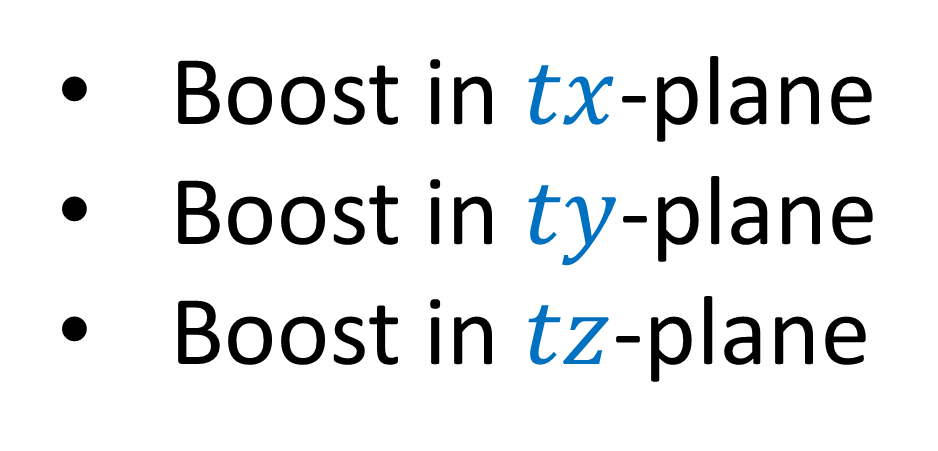 • Boost in tx-plane
• Boost in ty-plane
• Boost in tz-plane